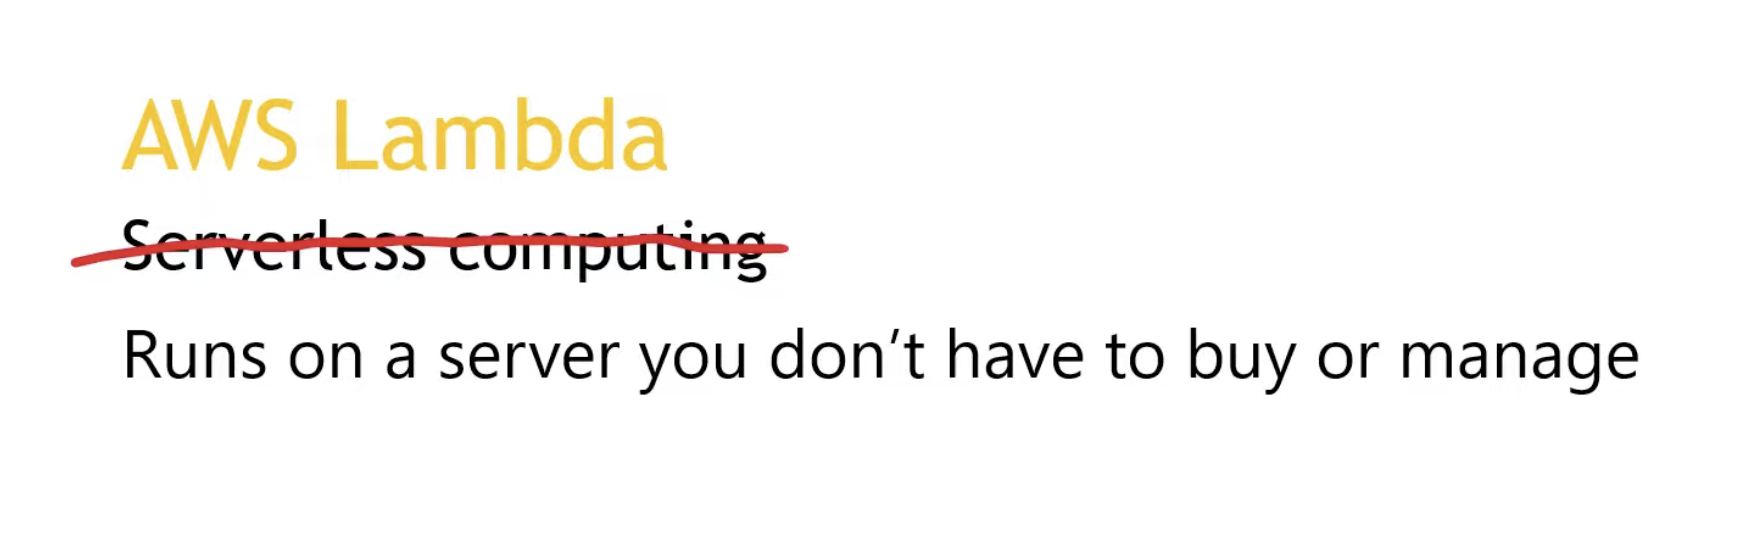 AWS Lambda
Serverless computing
Runs on a server you don’t have to buy or manage